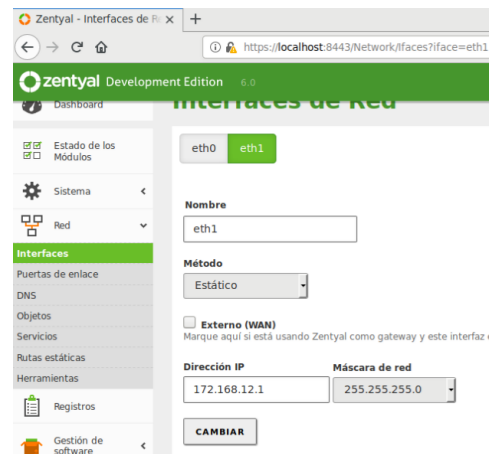 Zentyal - Interfaces de Re
https://localhost:8443/Network/Ifaces?iface=eth1
zentyal Development Edition 6.0
Dashboard
Interfaces de Red
Estado de los
Módulos
Sistema
Red
Interfaces
Puertas de enlace
DNS
Objetos
Servicios
Rutas estáticas
Herramientas
Registros
Gestión de
software
eth0 eth1
Nombre
eth1
Método
Estático
Externo (WAN)
Marque aquí si está usando Zentyal como gateway y este interfaz
Dirección IP Máscara de red
172.168.12.1 255.255.255.0
CAMBIAR